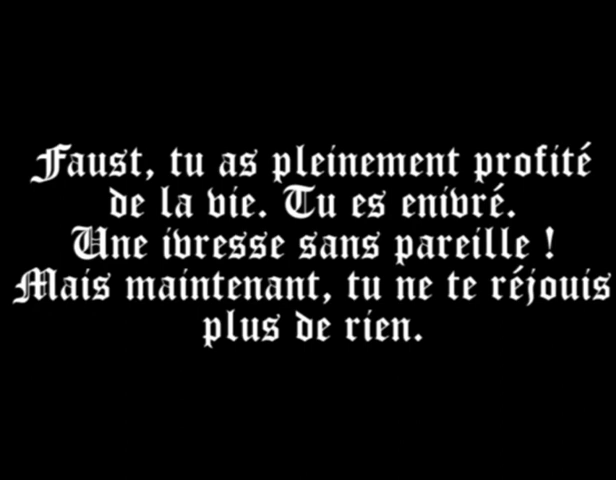 Faust, tu as pleinement profité
de la vie. Tu es enivré.
Une ivresse sans pareille !
Mais maintenant, tu ne te réjouis
plus de rien.